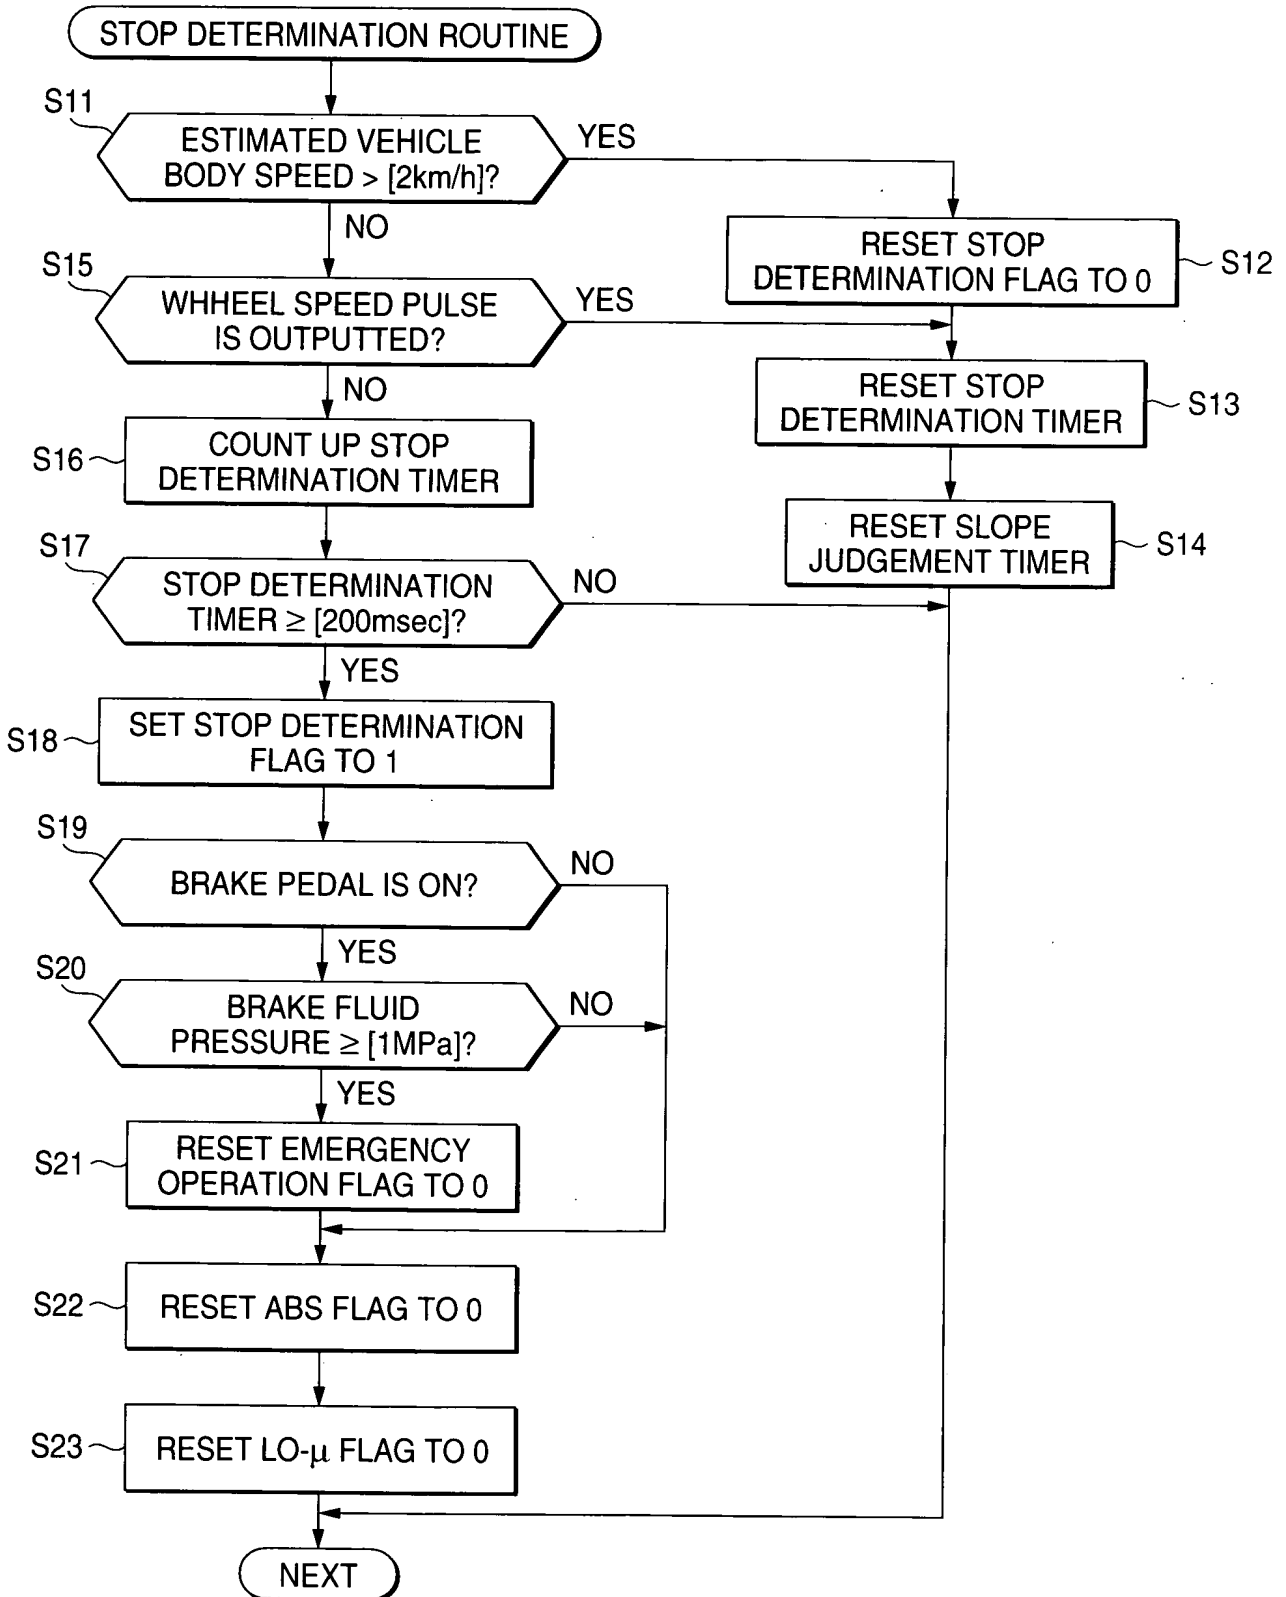 STOP DETERMINATION ROUTINE
S11
ESTIMATED VEHICLE
BODY SPEED > [2km/h]?
YES
NO
RESET STOP
DETERMINATION FLAG TO 0
S12
S15
WHHEEL SPEED PULSE
IS OUTPUTTED?
YES
NO
RESET STOP
DETERMINATION TIMER
S13
S16
COUNT UP STOP
DETERMINATION TIMER
RESET SLOPE
JUDGEMENT TIMER
S14
S17
STOP DETERMINATION
TIMER ≥ [200msec]?
NO
YES
S18
SET STOP DETERMINATION
FLAG TO 1
S19
BRAKE PEDAL IS ON?
NO
YES
S20
BRAKE FLUID
PRESSURE ≥ [1MPa]?
NO
YES
S21
RESET EMERGENCY
OPERATION FLAG TO 0
S22
RESET ABS FLAG TO 0
S23
RESET LO-μ FLAG TO 0
NEXT